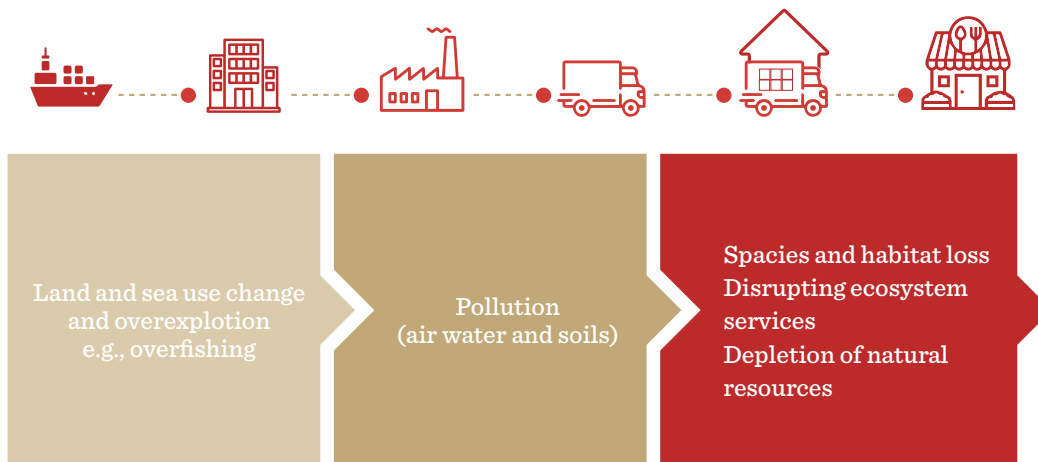 Land and sea use change
and overexplotion
e.g., overfishing
Pollution
(air water and soils)
Spacies and habitat loss
Disrupting ecosystem
services
Depletion of natural
resources